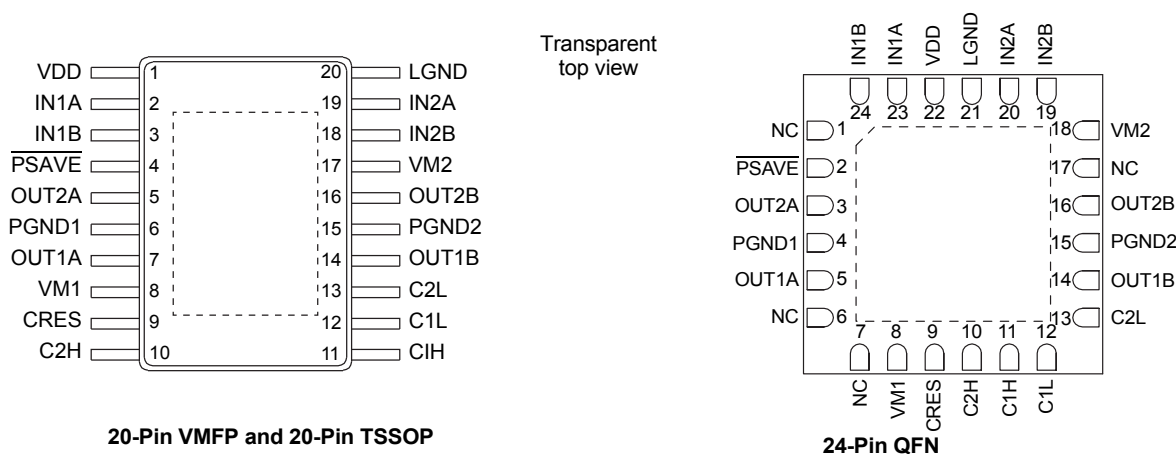 Transparent
top view
VDD 1 20 LGND
IN1A 2 19 IN2A
IN1B 3 18 IN2B
PSAVE 4 17 VM2
OUT2A 5 16 OUT2B
PGND1 6 15 PGND2
OUT1A 7 14 OUT1B
VM1 8 13 C2L
CRES 9 12 C1L
C2H 10 11 CIH
20-Pin VMFP and 20-Pin TSSOP
IN1B IN1A VDD LGND IN2A IN2B
24 23 22 21 20 19
NC 1 18 VM2
PSAVE 2 17 NC
OUT2A 3 16 OUT2B
PGND1 4 15 PGND2
OUT1A 5 14 OUT1B
NC 6 13 C2L
7 8 9 10 11 12
NC VM1 CRES C2H C1H C1L
24-Pin QFN